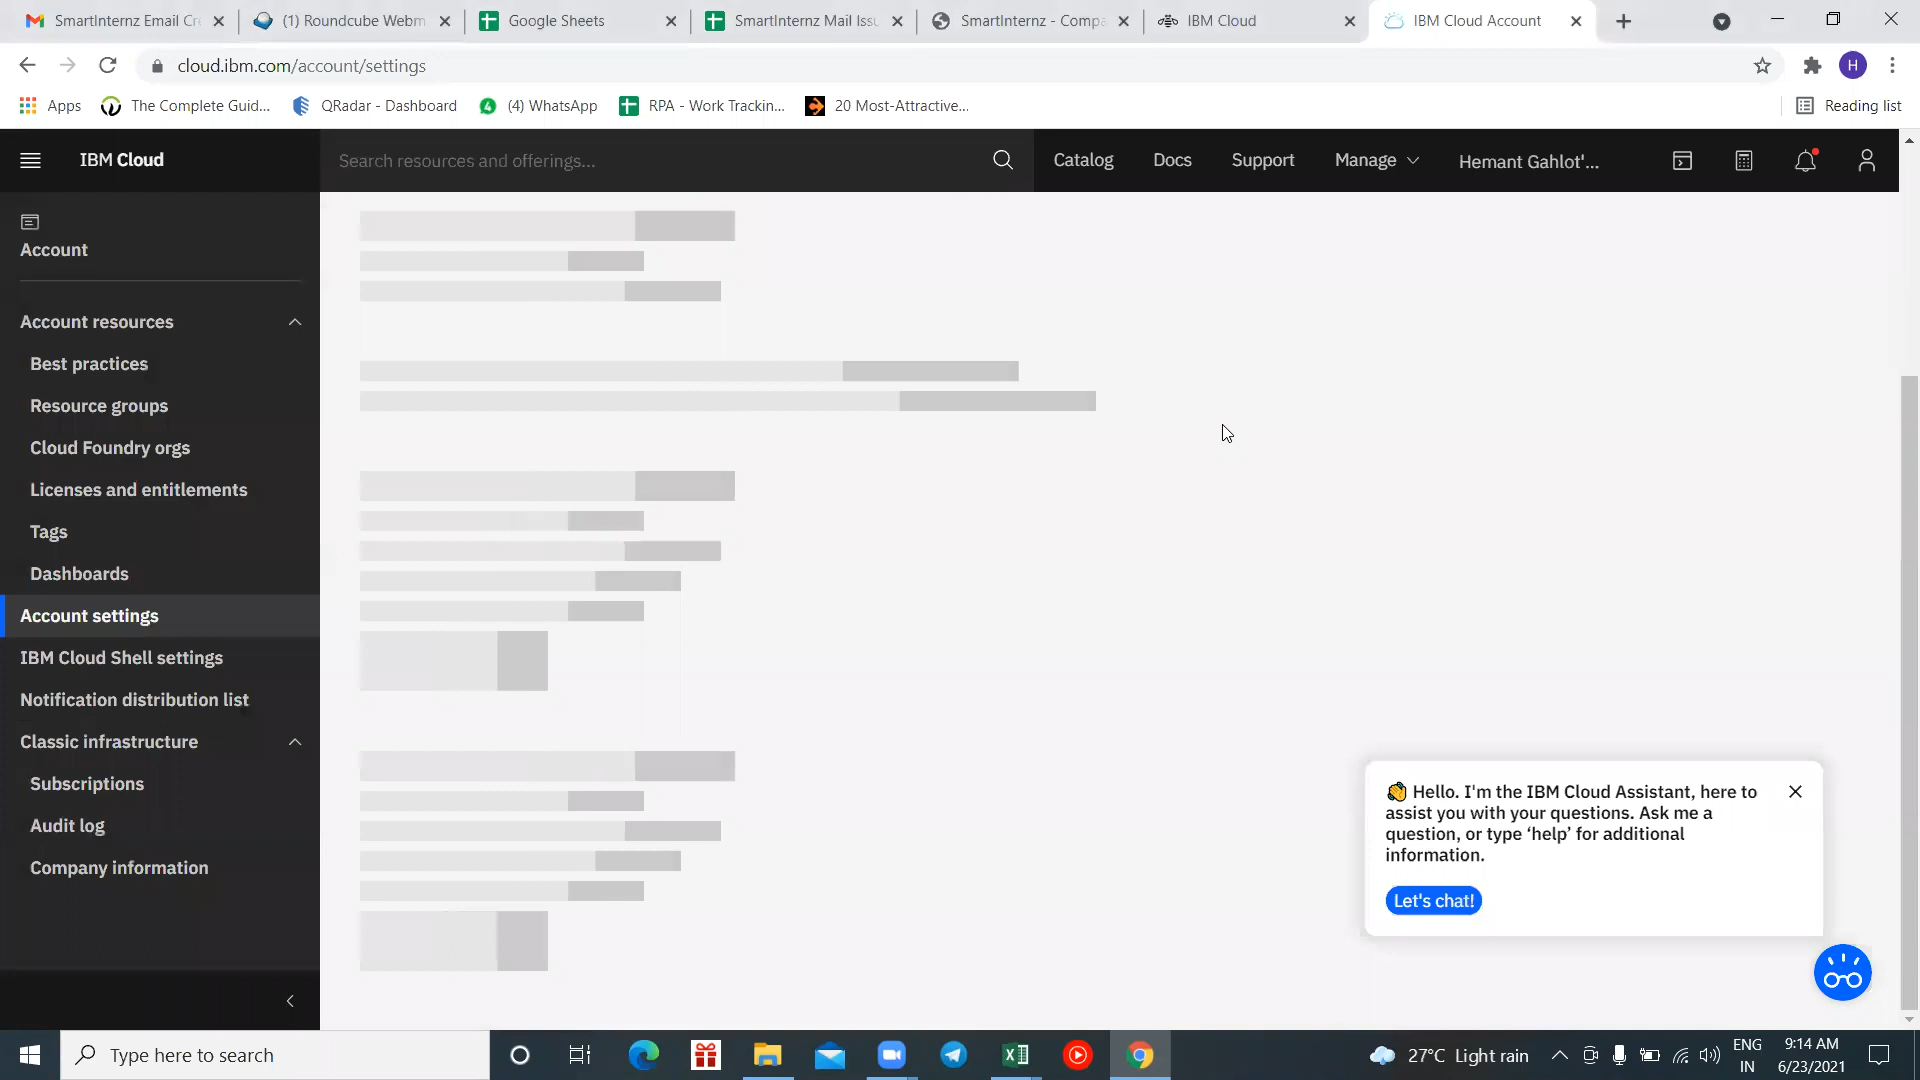 SmartInternz Email Cre
(1) Roundcube Webm
Google Sheets
SmartInternz Mail Issu
SmartInternz - Compa
IBM Cloud
IBM Cloud Account
cloud.ibm.com/account/settings
H
Apps
The Complete Guid...
QRadar - Dashboard
4
(4) WhatsApp
RPA - Work Trackin...
20 Most-Attractive...
Reading list
IBM Cloud
Search resources and offerings...
Catalog
Docs
Support
Manage
Hemant Gahlot'...
Account
Account resources
Best practices
Resource groups
Cloud Foundry orgs
Licenses and entitlements
Tags
Dashboards
Account settings
IBM Cloud Shell settings
Notification distribution list
Classic infrastructure
Subscriptions
Audit log
Company information
Hello. I'm the IBM Cloud Assistant, here to
assist you with your questions. Ask me a
question, or type ‘help’ for additional
information.
Let's chat!
Type here to search
27°C Light rain
ENG
IN
9:14 AM
6/23/2021